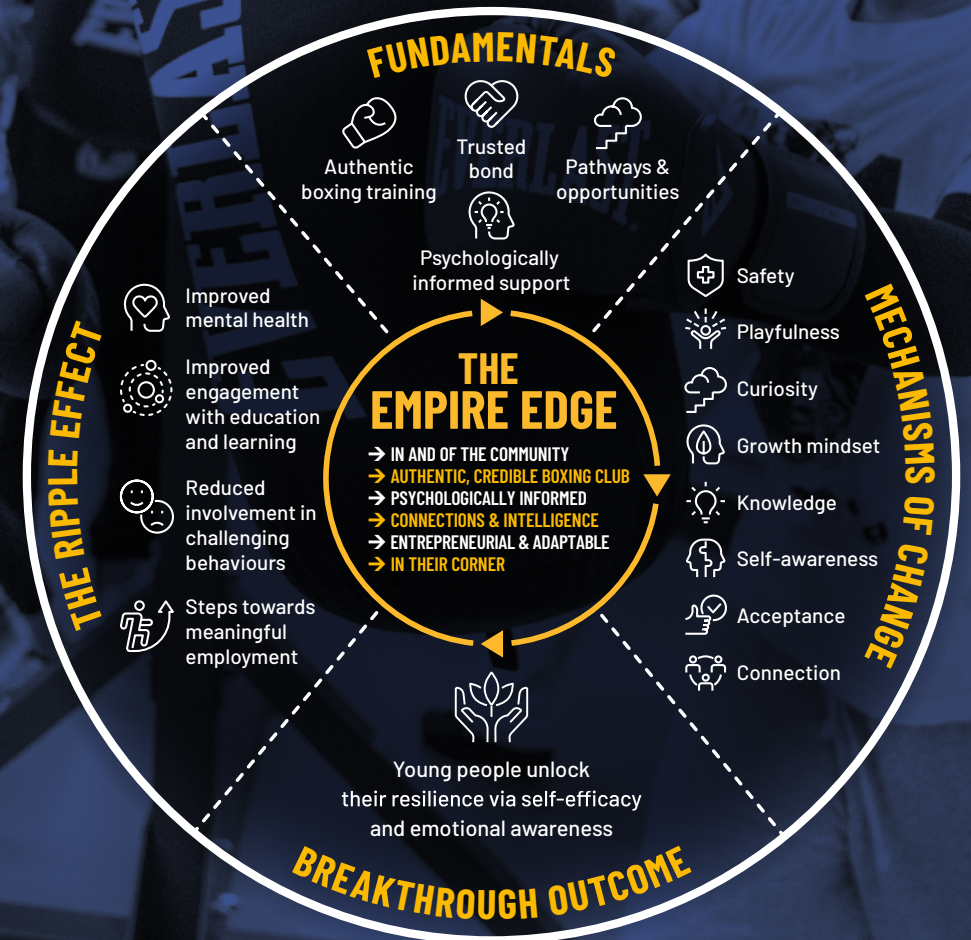 FUNDAMENTALS
Authentic
boxing training
Trusted
bond
Pathways &
opportunities
Psychologically
informed support
MECHANISMS OF CHANGE
Safety
Playfulness
Curiosity
Growth mindset
Knowledge
Self-awareness
Acceptance
Connection
BREAKTHROUGH OUTCOME
Young people unlock
their resilience via self-efficacy
and emotional awareness
THE RIPPLE EFFECT
Improved
mental health
Improved
engagement
with education
and learning
Reduced
involvement in
challenging
behaviours
Steps towards
meaningful
employment
THE
EMPIRE EDGE
→ IN AND OF THE COMMUNITY
→ AUTHENTIC, CREDIBLE BOXING CLUB
→ PSYCHOLOGICALLY INFORMED
→ CONNECTIONS & INTELLIGENCE
→ ENTREPRENEURIAL & ADAPTABLE
→ IN THEIR CORNER
EVERLAST